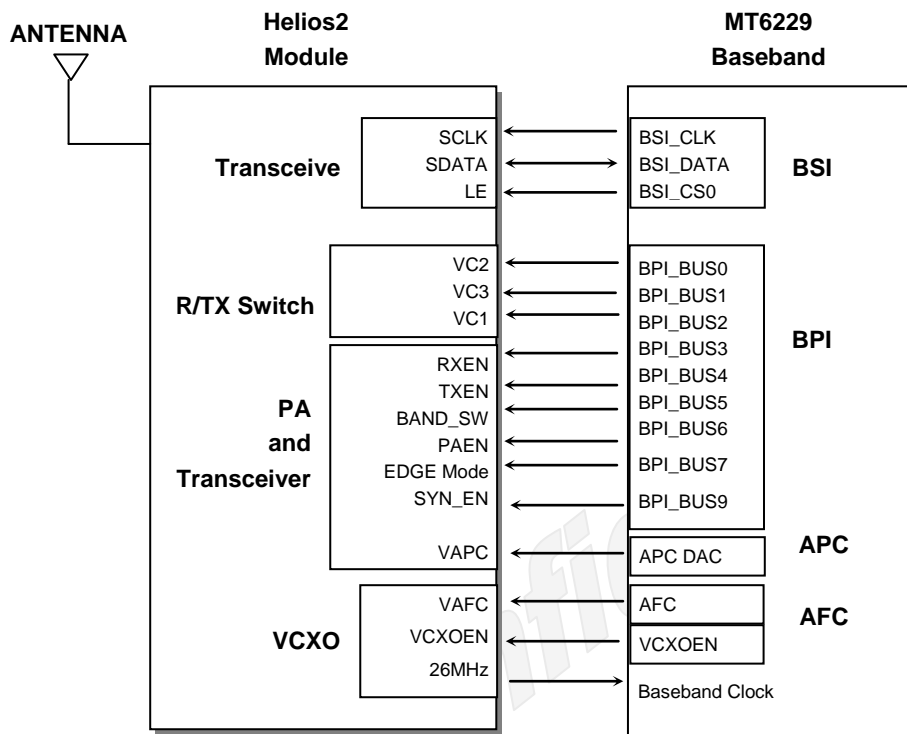 Helios2
Module
MT6229
Baseband
ANTENNA
Transceive
SCLK
SDATA
LE
BSI_CLK
BSI_DATA
BSI_CS0
BSI
R/TX Switch
VC2
VC3
VC1
PA
and
Transceiver
RXEN
TXEN
BAND_SW
PAEN
EDGE Mode
SYN_EN
VAPC
BPI_BUS0
BPI_BUS1
BPI_BUS2
BPI_BUS3
BPI_BUS4
BPI_BUS5
BPI_BUS6
BPI_BUS7
BPI_BUS9
BPI
APC DAC
APC
VCXO
VAFC
VCXOEN
26MHz
AFC
VCXOEN
AFC
Baseband Clock